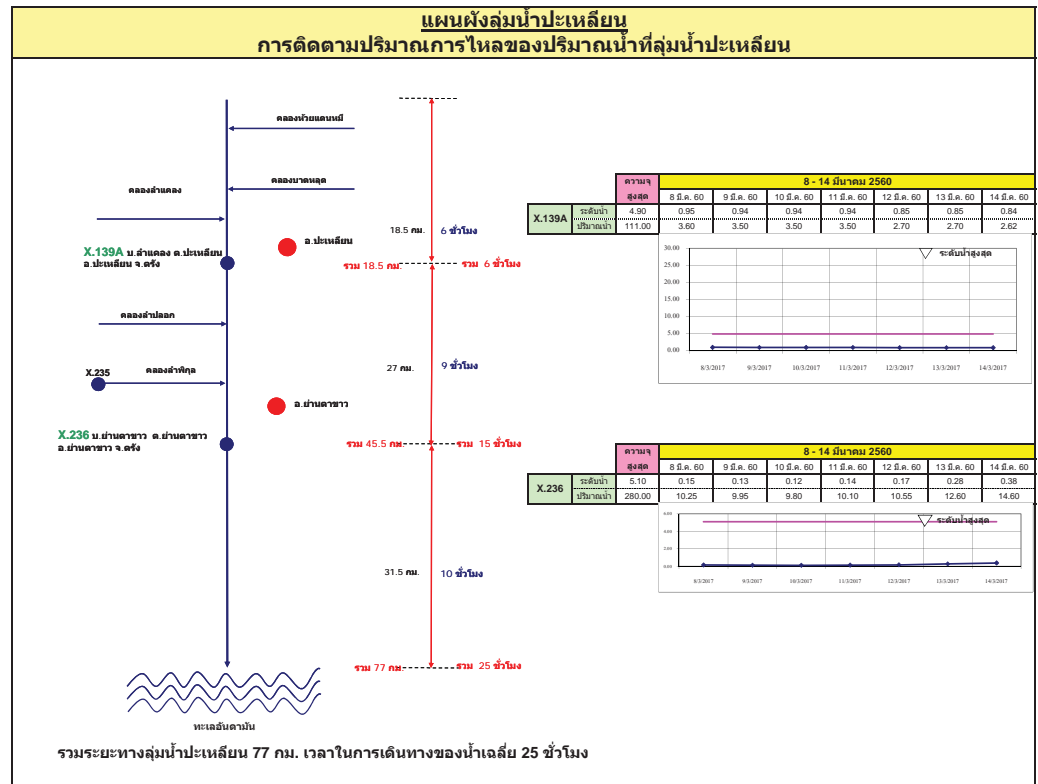 แผนผังลุ่มน้ำปะเหลียน
การติดตามปริมาณการไหลของปริมาณน้ำที่ลุ่มน้ำปะเหลียน
คลองห้วยแดนหมี
คลองบาดหลุด
คลองลำแคลง
18.5 กม. 6 ชั่วโมง
อ.ปะเหลียน
X.139A บ.ลำแคลง ต.ปะเหลียน
อ.ปะเหลียน จ.ตรัง
รวม 18.5 กม. รวม 6 ชั่วโมง
คลองลำปลอก
27 กม. 9 ชั่วโมง
X.235 คลองลำพิกุล
อ.ย่านตาขาว
X.236 บ.ย่านตาขาว ต.ย่านตาขาว
อ.ย่านตาขาว จ.ตรัง
รวม 45.5 กม. รวม 15 ชั่วโมง
31.5 กม. 10 ชั่วโมง
รวม 77 กม. รวม 25 ชั่วโมง
ทะเลอันดามัน
รวมระยะทางลุ่มน้ำปะเหลียน 77 กม. เวลาในการเดินทางของน้ำเฉลี่ย 25 ชั่วโมง
ความจุ 8 - 14 มีนาคม 2560
สูงสุด 8 มี.ค. 60 9 มี.ค. 60 10 มี.ค. 60 11 มี.ค. 60 12 มี.ค. 60 13 มี.ค. 60 14 มี.ค. 60
X.139A
ระดับน้ำ 4.90 0.95 0.94 0.94 0.94 0.85 0.85 0.84
ปริมาณน้ำ 111.00 3.60 3.50 3.50 3.50 2.70 2.70 2.62
ระดับน้ำสูงสุด
30.00
25.00
20.00
15.00
10.00
5.00
0.00
8/3/2017 9/3/2017 10/3/2017 11/3/2017 12/3/2017 13/3/2017 14/3/2017
ความจุ 8 - 14 มีนาคม 2560
สูงสุด 8 มี.ค. 60 9 มี.ค. 60 10 มี.ค. 60 11 มี.ค. 60 12 มี.ค. 60 13 มี.ค. 60 14 มี.ค. 60
X.236
ระดับน้ำ 5.10 0.15 0.13 0.12 0.14 0.17 0.28 0.38
ปริมาณน้ำ 280.00 10.25 9.95 9.80 10.10 10.55 12.60 14.60
ระดับน้ำสูงสุด
6.00
4.00
2.00
0.00
8/3/2017 9/3/2017 10/3/2017 11/3/2017 12/3/2017 13/3/2017 14/3/2017